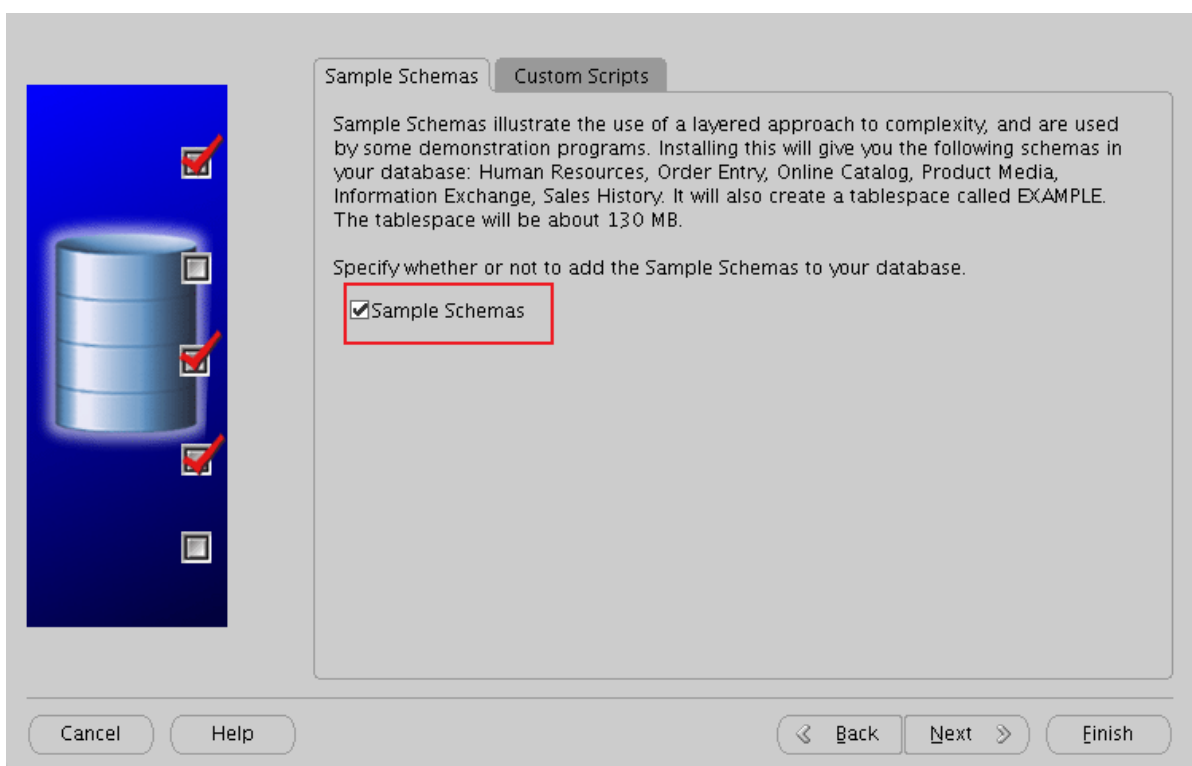 Sample Schemas
Custom Scripts
Sample Schemas illustrate the use of a layered approach to complexity, and are used
by some demonstration programs. Installing this will give you the following schemas in
your database: Human Resources, Order Entry, Online Catalog, Product Media,
Information Exchange, Sales History. It will also create a tablespace called EXAMPLE.
The tablespace will be about 130 MB.
Specify whether or not to add the Sample Schemas to your database.
Sample Schemas
Cancel
Help
Back
Next
Finish